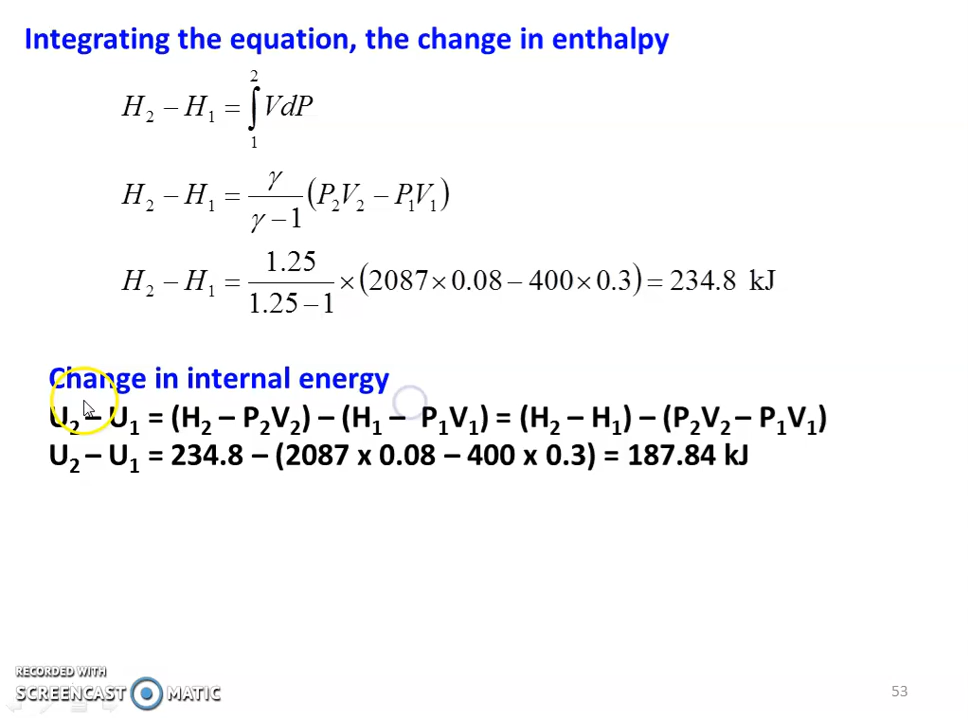 Integrating the equation, the change in enthalpy
H₂ − H₁ = ∫₁² VdP
H₂ − H₁ = γ/(γ − 1) (P₂V₂ − P₁V₁)
H₂ − H₁ = 1.25/(1.25 − 1) × (2087 × 0.08 − 400 × 0.3) = 234.8 kJ
Change in internal energy
U₂ – U₁ = (H₂ – P₂V₂) – (H₁ – P₁V₁) = (H₂ – H₁) – (P₂V₂ – P₁V₁)
U₂ – U₁ = 234.8 – (2087 x 0.08 – 400 x 0.3) = 187.84 kJ
RECORDED WITH
SCREENCAST MATIC
53